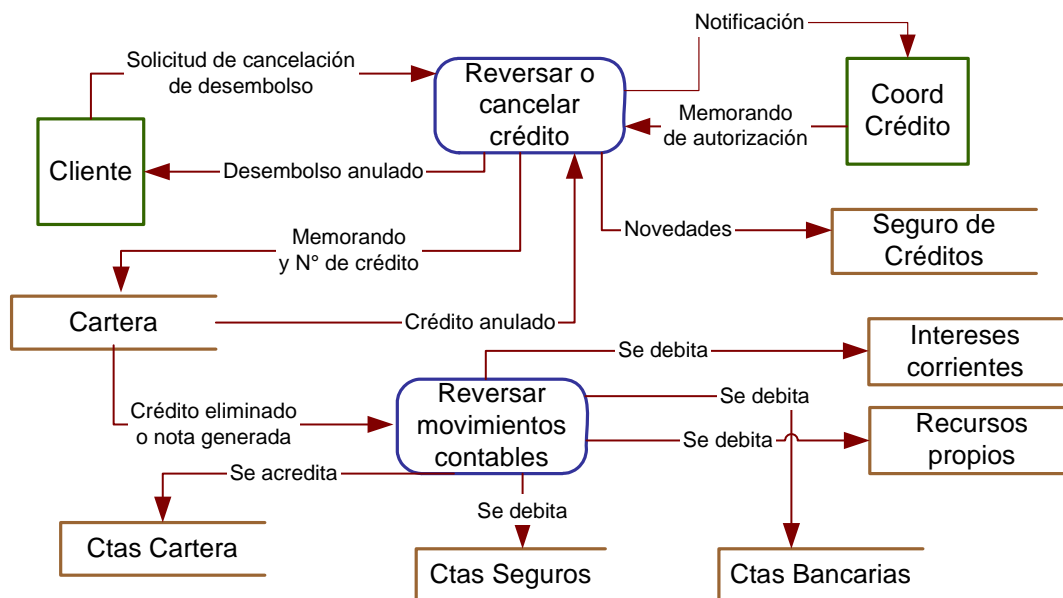 Notificación
Solicitud de cancelación
de desembolso
Reversar o
cancelar
crédito
Coord
Crédito
Memorando
de autorización
Cliente
Desembolso anulado
Novedades
Seguro de
Créditos
Memorando
y N° de crédito
Cartera
Crédito anulado
Intereses
corrientes
Se debita
Reversar
movimientos
contables
Se debita
Crédito eliminado
o nota generada
Se debita
Recursos
propios
Se acredita
Ctas Cartera
Se debita
Ctas Seguros
Ctas Bancarias